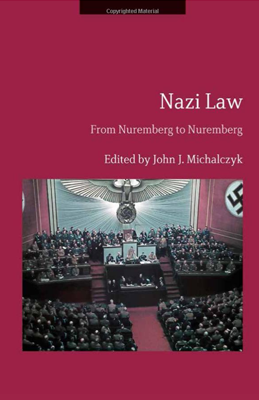 Copyrighted Material
Nazi Law
From Nuremberg to Nuremberg
Edited by John J. Michalczyk